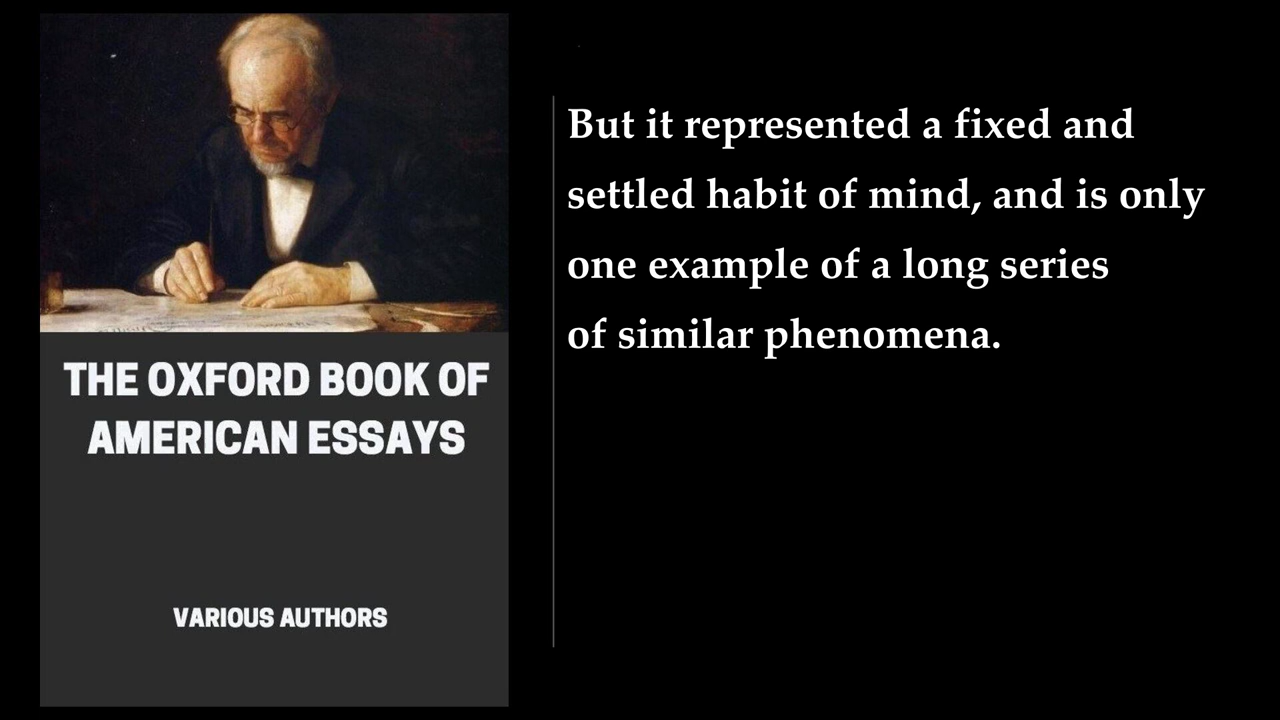 THE OXFORD BOOK OF
AMERICAN ESSAYS
VARIOUS AUTHORS
But it represented a fixed and
settled habit of mind, and is only
one example of a long series
of similar phenomena.